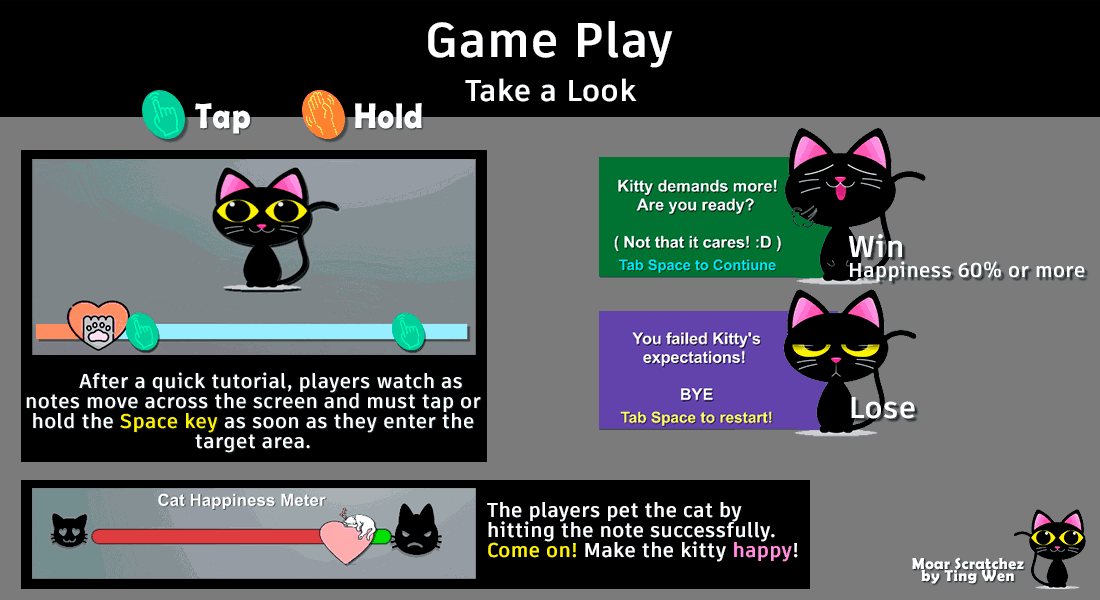 Game Play
Take a Look
Tap
Hold
After a quick tutorial, players watch as
notes move across the screen and must tap or
hold the Space key as soon as they enter the
target area.
Kitty demands more!
Are you ready?
( Not that it cares! :D )
Tab Space to Contiune
Win
Happiness 60% or more
You failed Kitty's
expectations!
BYE
Tab Space to restart!
Lose
Cat Happiness Meter
The players pet the cat by
hitting the note successfully.
Come on! Make the kitty happy!
Moar Scratchez
by Ting Wen